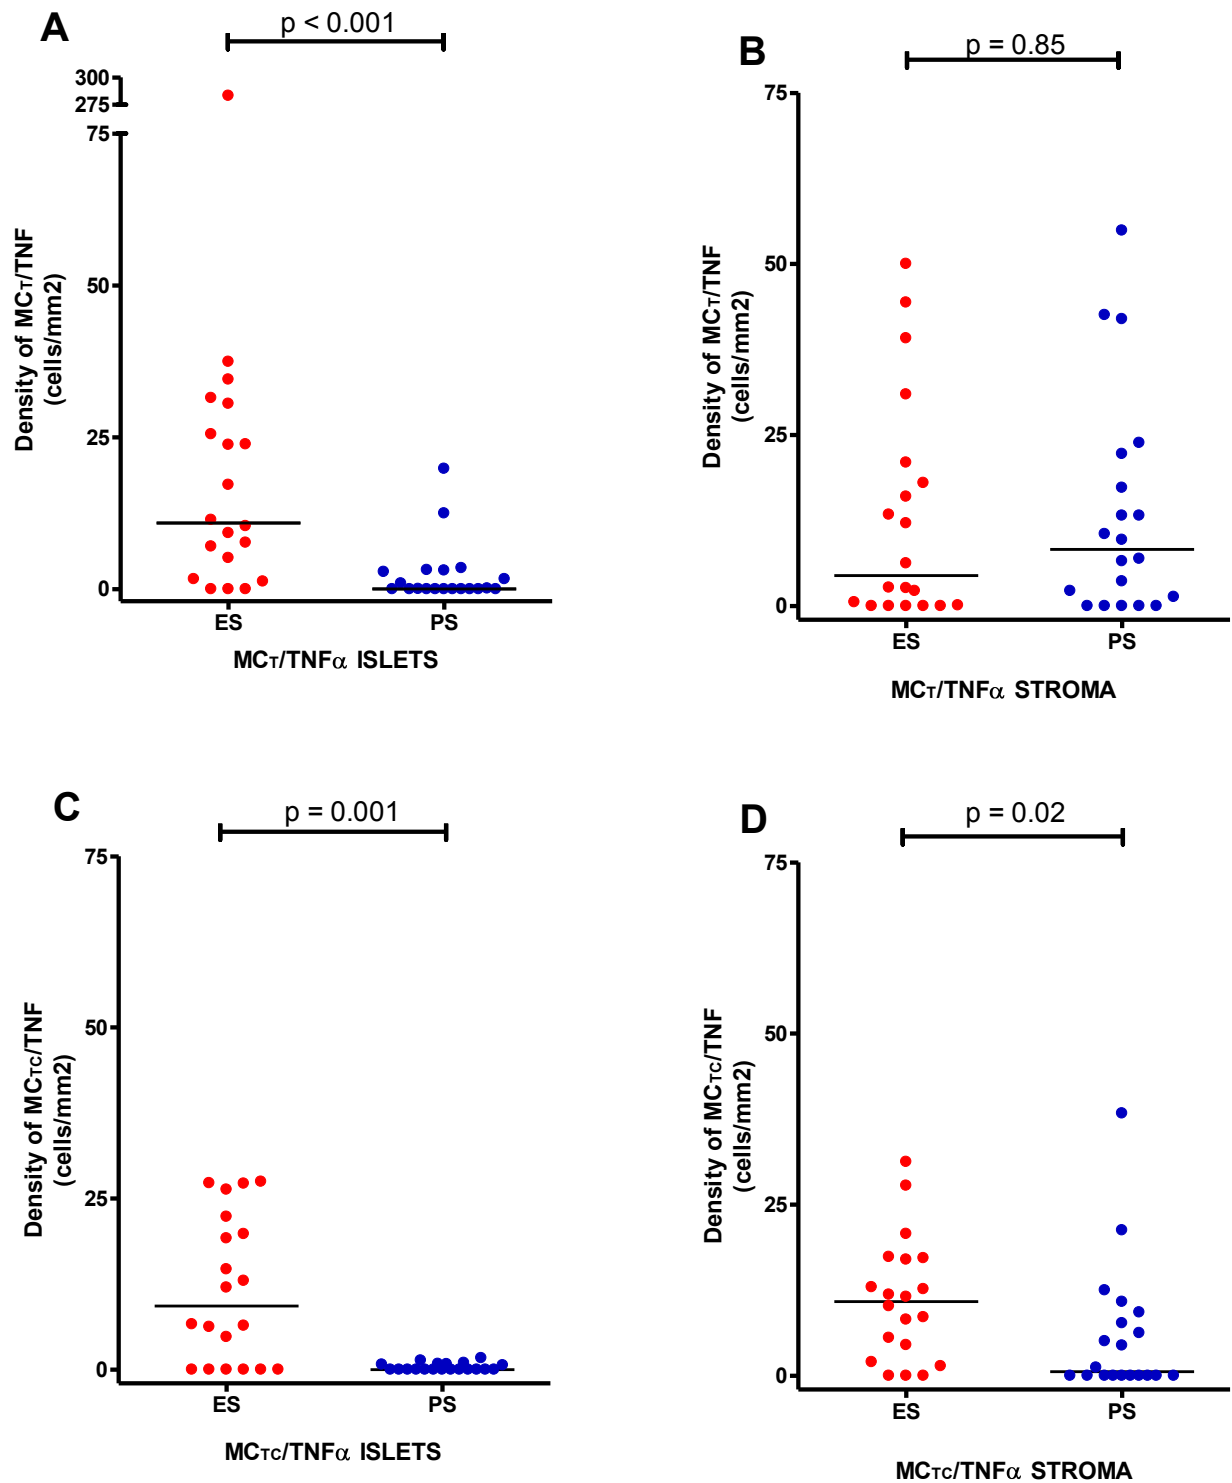 A
p < 0.001
300
275
75
50
25
0
Density of MCT/TNF
(cells/mm2)
ES
PS
MCT/TNFα ISLETS
B
p = 0.85
75
50
25
0
Density of MCT/TNF
(cells/mm2)
ES
PS
MCT/TNFα STROMA
C
p = 0.001
75
50
25
0
Density of MCTC/TNF
(cells/mm2)
ES
PS
MCTC/TNFα ISLETS
D
p = 0.02
75
50
25
0
Density of MCTC/TNF
(cells/mm2)
ES
PS
MCTC/TNFα STROMA